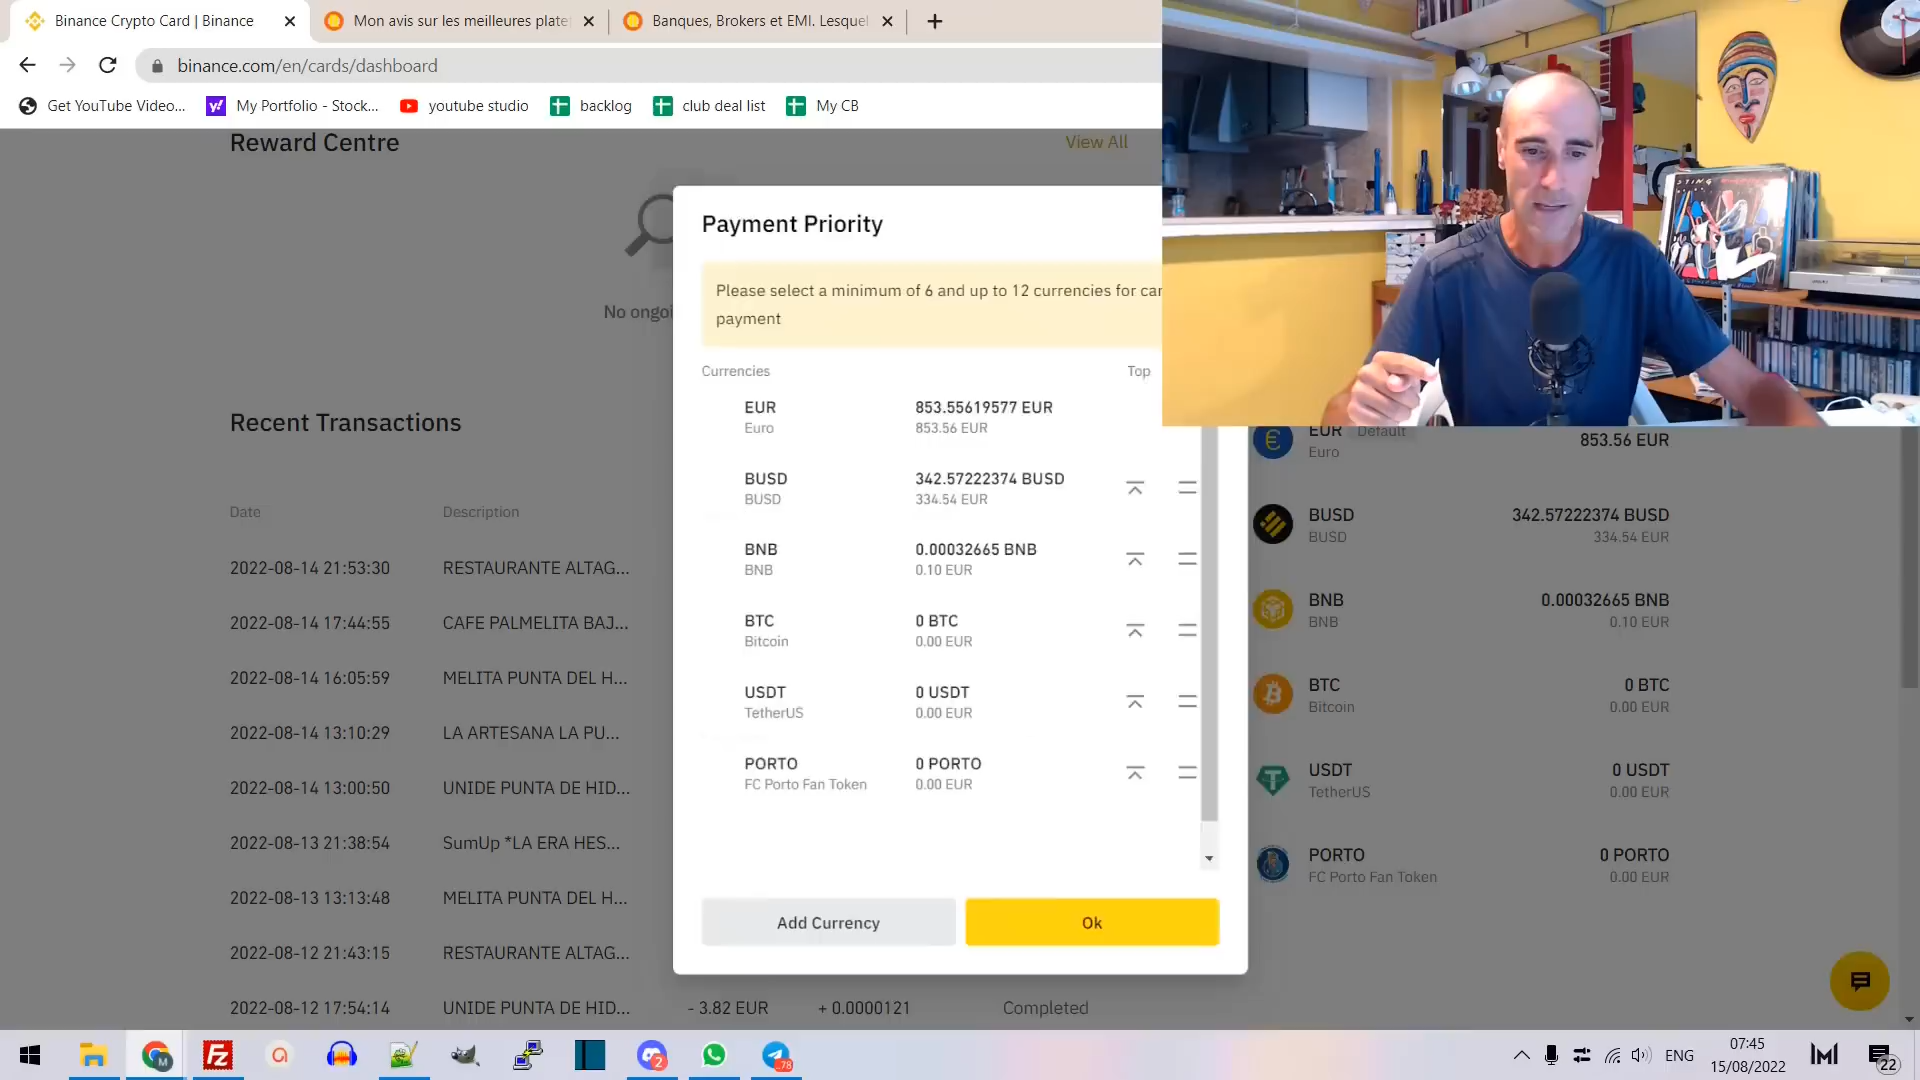 Binance Crypto Card | Binance
Mon avis sur les meilleures plate
Banques, Brokers et EMI. Lesquel
binance.com/en/cards/dashboard
Get YouTube Video...
My Portfolio - Stock...
youtube studio
backlog
club deal list
My CB
Reward Centre
View All
No ongoi
Payment Priority
Please select a minimum of 6 and up to 12 currencies for car
payment
Currencies
Top
EUR
853.55619577 EUR
Euro
853.56 EUR
BUSD
342.57222374 BUSD
BUSD
334.54 EUR
BNB
0.00032665 BNB
BNB
0.10 EUR
BTC
0 BTC
Bitcoin
0.00 EUR
USDT
0 USDT
TetherUS
0.00 EUR
PORTO
0 PORTO
FC Porto Fan Token
0.00 EUR
Add Currency
Ok
Recent Transactions
Date
Description
2022-08-14 21:53:30
RESTAURANTE ALTAG...
2022-08-14 17:44:55
CAFE PALMELITA BAJ...
2022-08-14 16:05:59
MELITA PUNTA DEL H...
2022-08-14 13:10:29
LA ARTESANA LA PU...
2022-08-14 13:00:50
UNIDE PUNTA DE HID...
2022-08-13 21:38:54
SumUp *LA ERA HES...
2022-08-13 13:13:48
MELITA PUNTA DEL H...
2022-08-12 21:43:15
RESTAURANTE ALTAG...
2022-08-12 17:54:14
UNIDE PUNTA DE HID...
- 3.82 EUR
+ 0.0000121
Completed
EUR
Default
853.56 EUR
Euro
BUSD
342.57222374 BUSD
BUSD
334.54 EUR
BNB
0.00032665 BNB
BNB
0.10 EUR
BTC
0 BTC
Bitcoin
0.00 EUR
USDT
0 USDT
TetherUS
0.00 EUR
PORTO
0 PORTO
FC Porto Fan Token
0.00 EUR
STING
ENG
07:45
15/08/2022
22
2
78